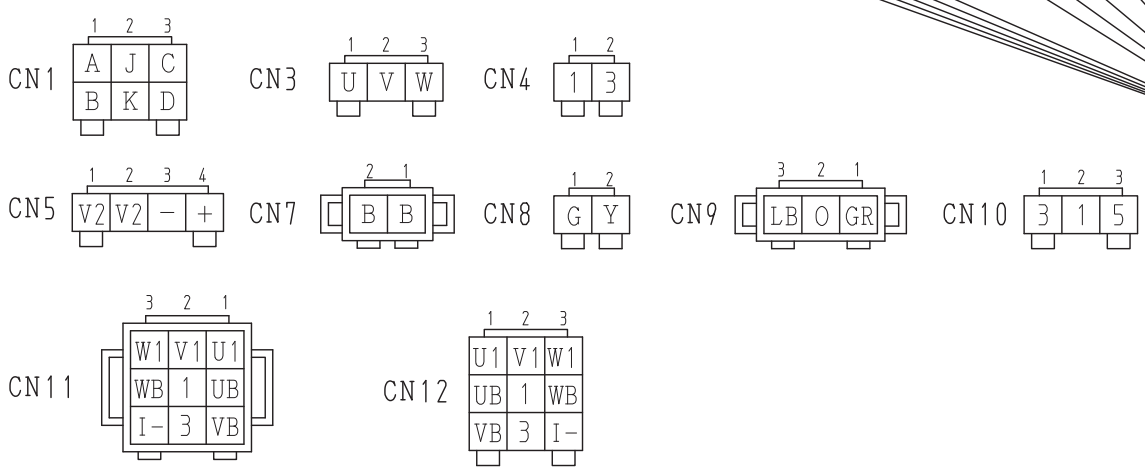 1 2 3
CN1 A J C
B K D
1 2 3
CN3 U V W
1 2
CN4 1 3
1 2 3 4
CN5 V2 V2 − +
2 1
CN7 B B
1 2
CN8 G Y
3 2 1
CN9 LB O GR
1 2 3
CN10 3 1 5
3 2 1
W1 V1 U1
CN11 WB 1 UB
I− 3 VB
1 2 3
U1 V1 W1
CN12 UB 1 WB
VB 3 I−